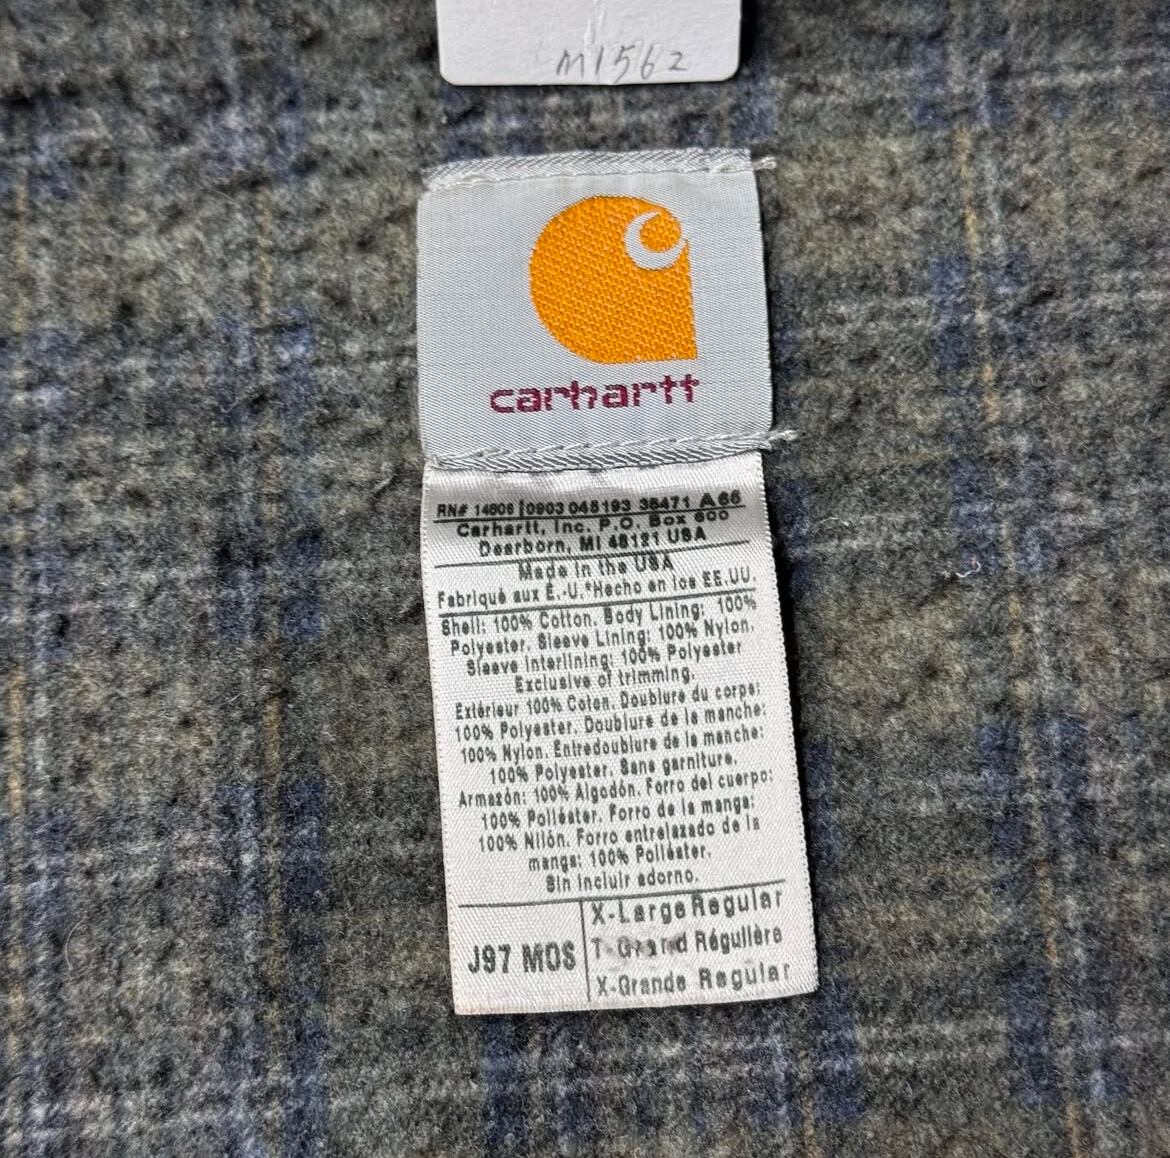 M1562
carhartt
RN# 14806 0903 045193 35471 A 66
Carhartt, Inc. P.O. Box 600
Dearborn, MI 48121 USA
Made in the USA
Fabriqué aux É.-U.*Hecho en los EE.UU.
Shell: 100% Cotton. Body Lining: 100%
Polyester. Sleeve Lining: 100% Nylon.
Sleeve Interlining: 100% Polyester
Exclusive of trimming.
Extérieur 100% Coton. Doublure du corps:
100% Polyester. Doublure de la manche:
100% Nylon. Entredoublure de la manche:
100% Polyester. Sans garniture.
Armazón: 100% Algodón. Forro del cuerpo:
100% Poliéster. Forro de la manga:
100% Nilón. Forro entrelazado de la
manga: 100% Poliéster.
Sin incluir adorno.
J97 MOS
X-Large Regular
T-Grand Régulière
X-Grande Regular